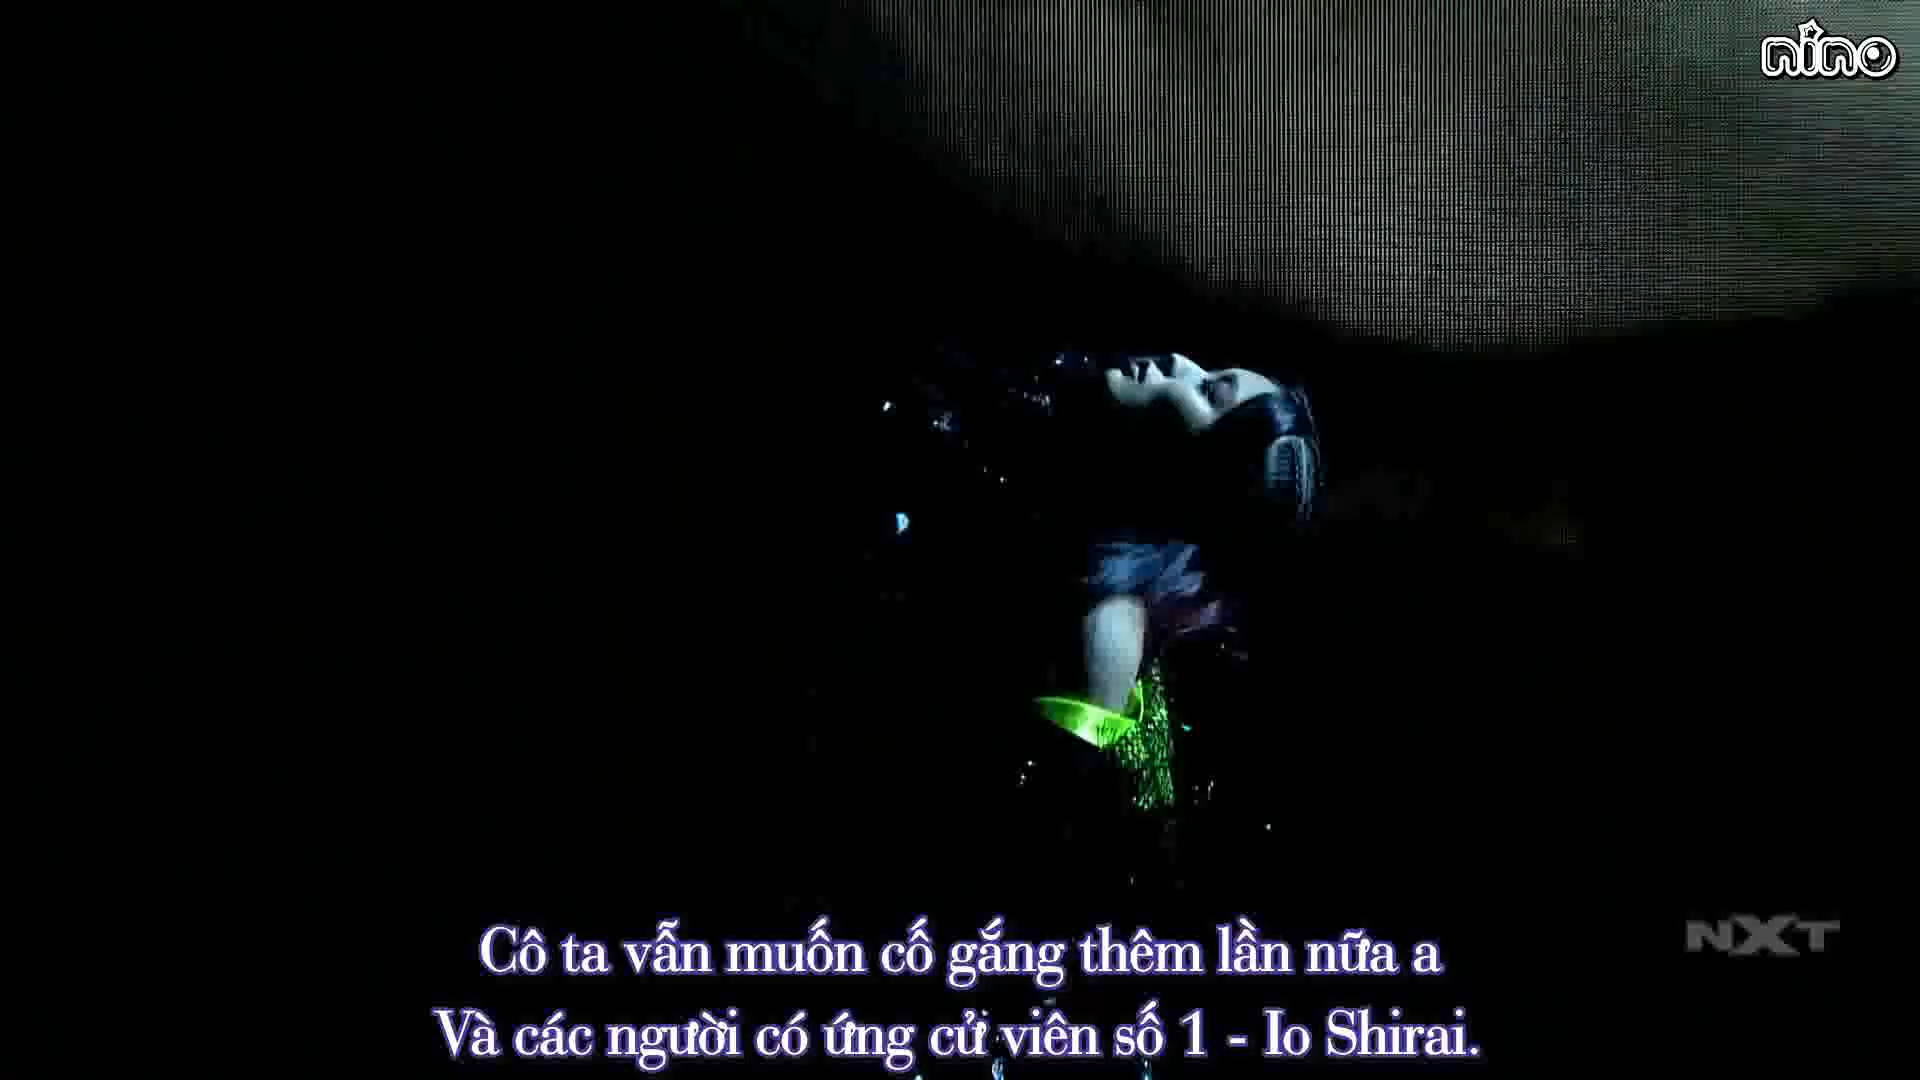 nino
NXT
Cô ta vẫn muốn cố gắng thêm lần nữa a
Và các người có ứng cử viên số 1 - Io Shirai.